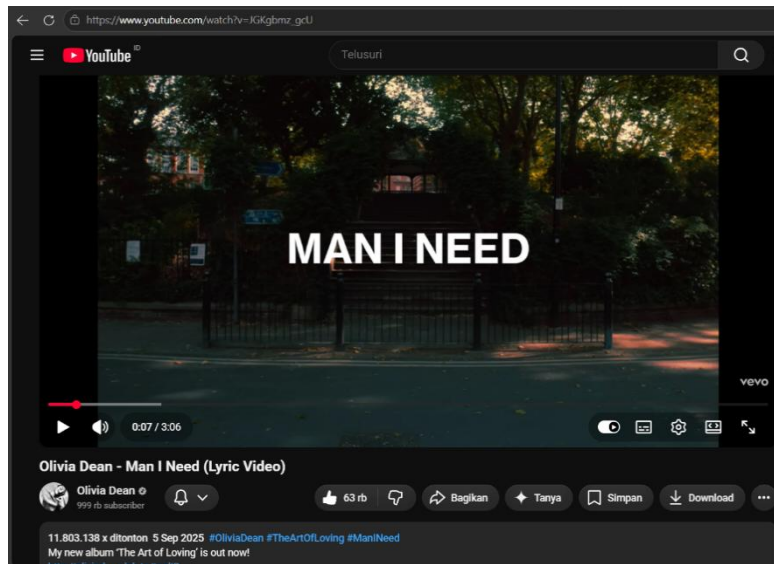 https://www.youtube.com/watch?v=JGKgbmz_gcU
YouTube ID
Telusuri
MAN I NEED
vevo
0:07 / 3:06
Olivia Dean - Man I Need (Lyric Video)
Olivia Dean
999 rb subscriber
63 rb
Bagikan
Tanya
Simpan
Download
11.803.138 x ditonton 5 Sep 2025 #OliviaDean #TheArtOfLoving #ManiNeed
My new album ‘The Art of Loving’ is out now!